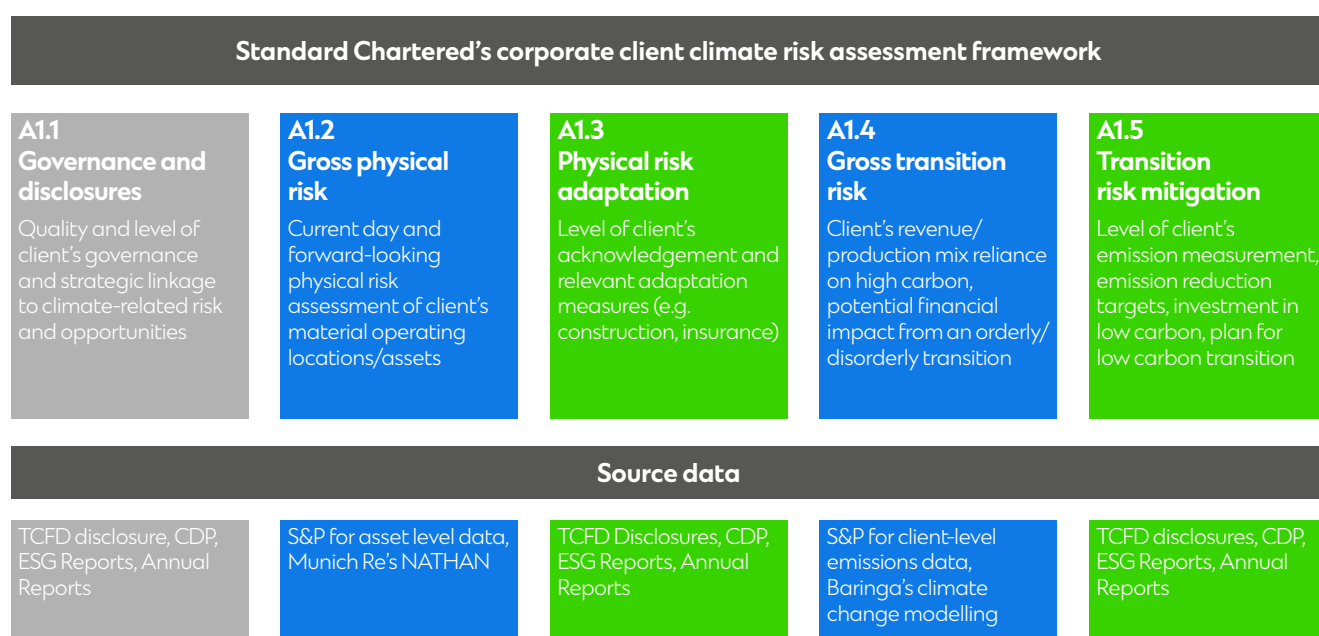 Standard Chartered's corporate client climate risk assessment framework
A1.1
Governance and
disclosures
Quality and level of
client's governance
and strategic linkage
to climate-related risk
and opportunities
A1.2
Gross physical
risk
Current day and
forward-looking
physical risk
assessment of client's
material operating
locations/assets
A1.3
Physical risk
adaptation
Level of client's
acknowledgement and
relevant adaptation
measures (e.g.
construction, insurance)
A1.4
Gross transition
risk
Client's revenue/
production mix reliance
on high carbon,
potential financial
impact from an orderly/
disorderly transition
A1.5
Transition
risk mitigation
Level of client's
emission measurement,
emission reduction
targets, investment in
low carbon, plan for
low carbon transition
Source data
TCFD disclosure, CDP,
ESG Reports, Annual
Reports
S&P for asset level data,
Munich Re's NATHAN
TCFD Disclosures, CDP,
ESG Reports, Annual
Reports
S&P for client-level
emissions data,
Baringa's climate
change modelling
TCFD disclosures, CDP,
ESG Reports, Annual
Reports